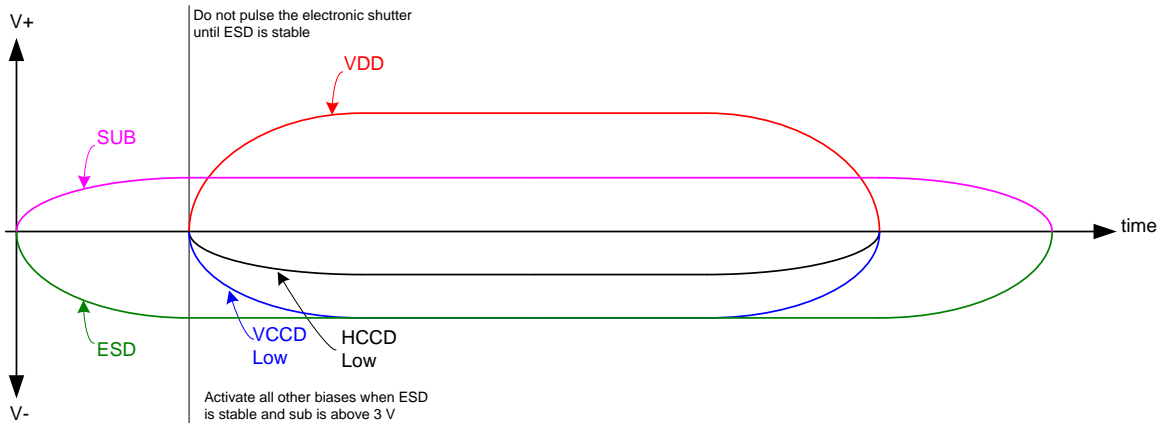 Do not pulse the electronic shutter
until ESD is stable
V+
VDD
SUB
time
ESD
VCCD
Low
HCCD
Low
Activate all other biases when ESD
is stable and sub is above 3 V
V-